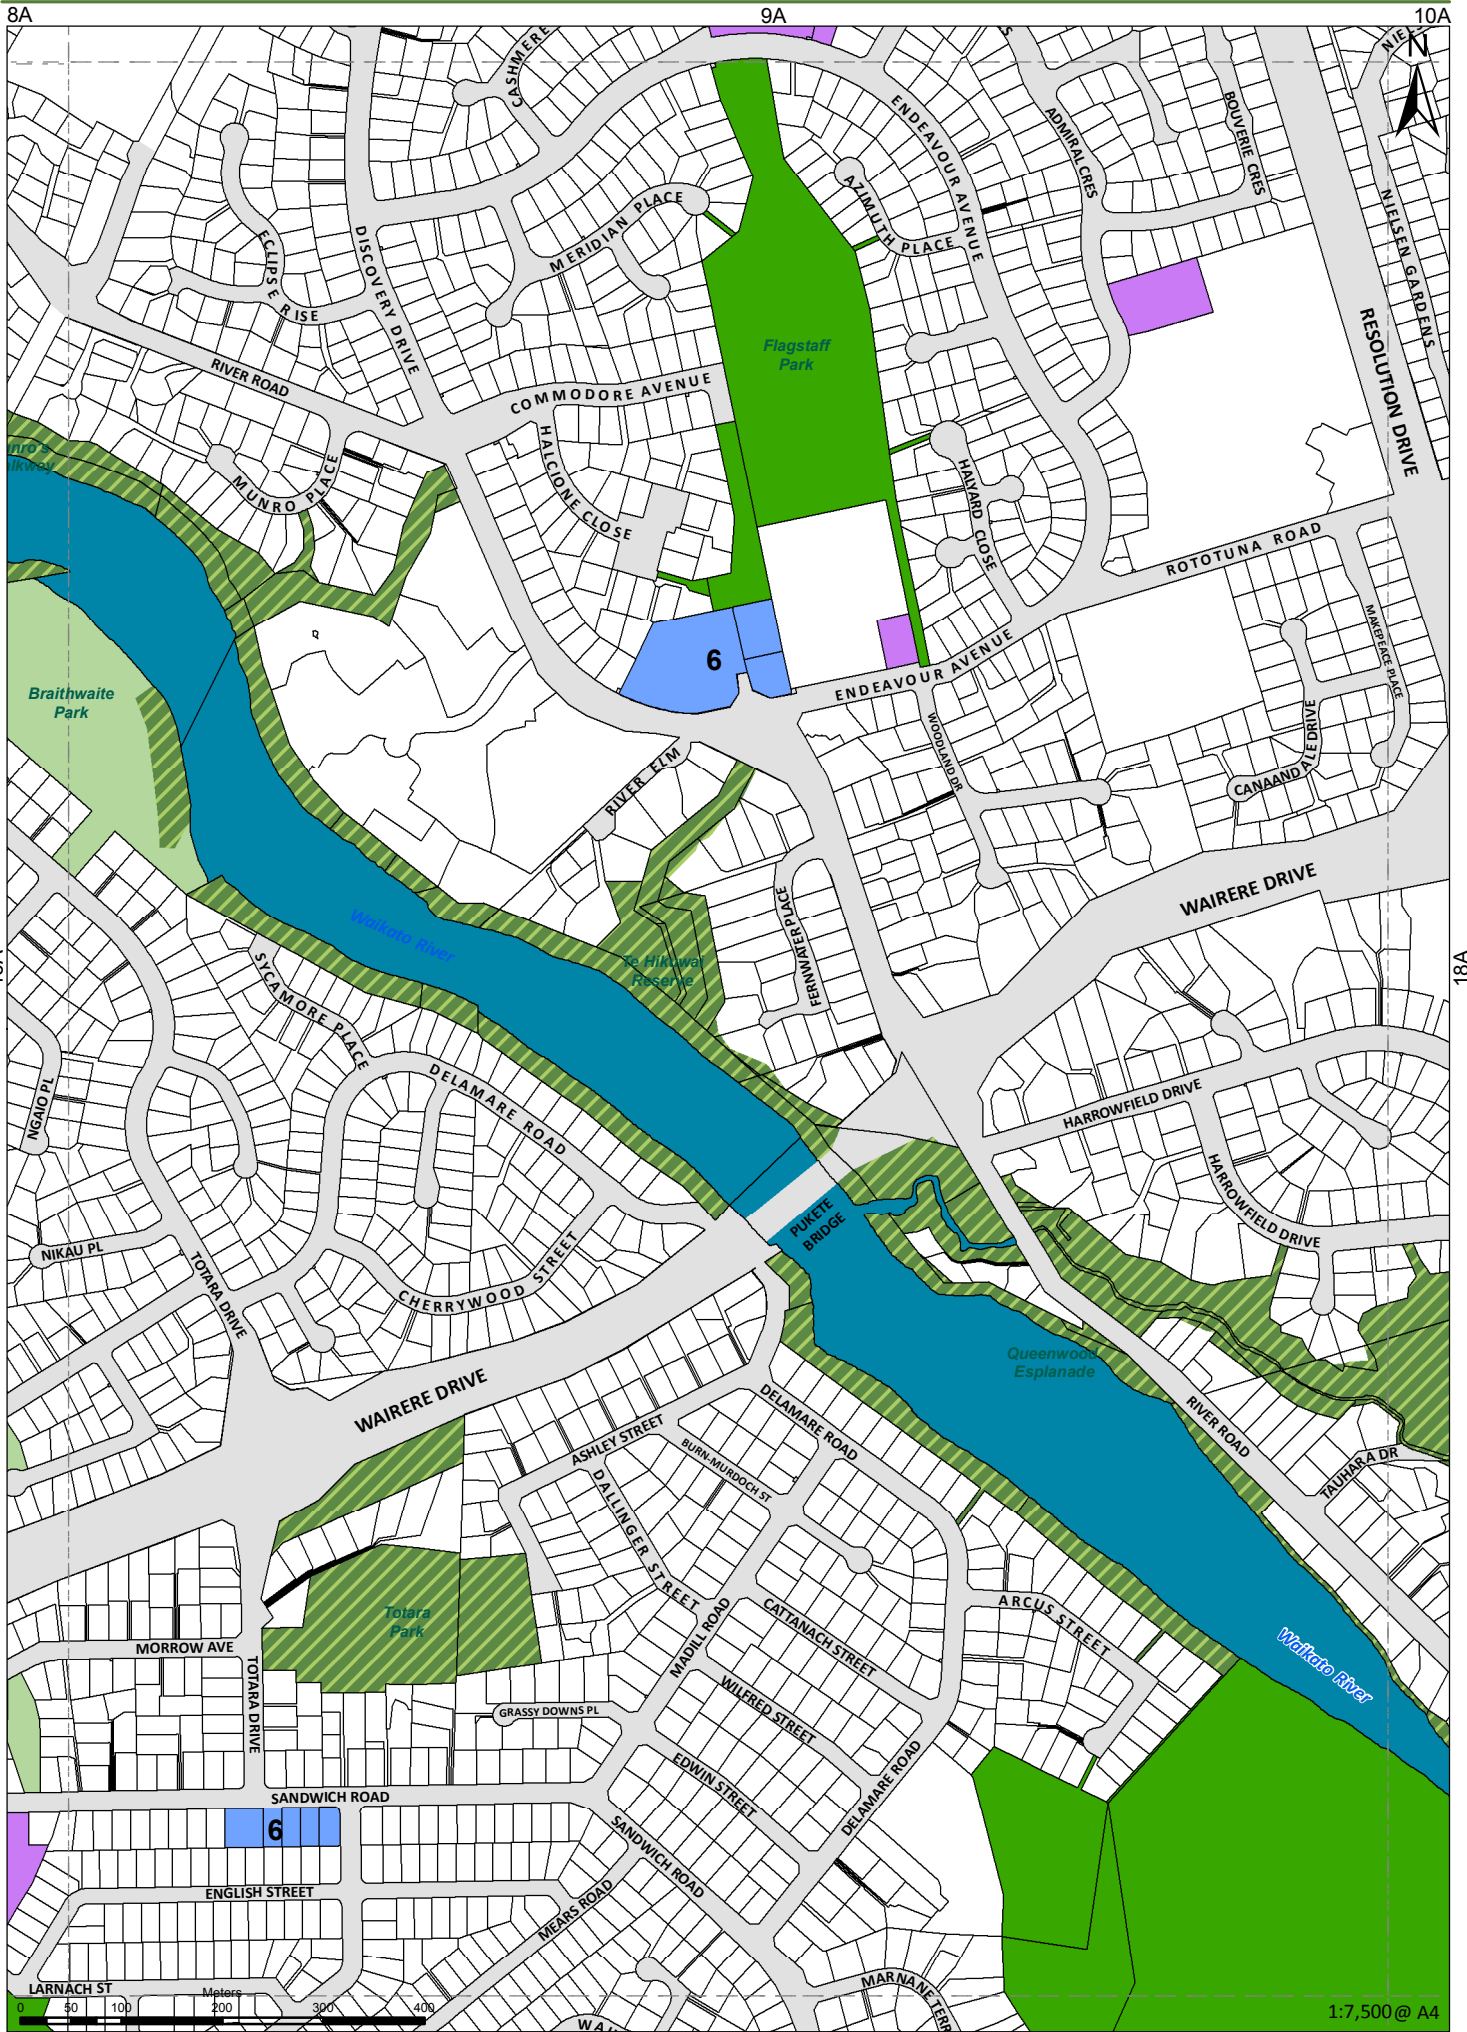 8A
9A
10A
N
CASHMERE
ENDEAVOUR AVENUE
ADMIRAL CRES
BOUVERIE CRES
NIELSEN GARDENS
ECLIPSE RISE
DISCOVERY DRIVE
MERIDIAN PLACE
AZIMUTH PLACE
RESOLUTION DRIVE
Flagstaff
Park
RIVER ROAD
COMMODORE AVENUE
HALCIONE CLOSE
HALYARD CLOSE
MUNRO PLACE
ROTOTUNA ROAD
MAKEPEACE PLACE
6
ENDEAVOUR AVENUE
Braithwaite
Park
WOODLAND DR
RIVER ELM
CANAAN DALE DRIVE
FERNWATER PLACE
WAIRERE DRIVE
Waikato River
Te Hikuwai
Reserve
18A
SYCAMORE PLACE
NGAIO PL
DELAMARE ROAD
HARROWFIELD DRIVE
HARROWFIELD DRIVE
PUKETE
BRIDGE
NIKAU PL
TOTARA DRIVE
CHERRYWOOD STREET
Queenwood
Esplanade
WAIRERE DRIVE
DELAMARE ROAD
RIVER ROAD
ASHLEY STREET
BURN-MURDOCH ST
DALLINGER STREET
TAUHARA DR
Totara
Park
MADILL ROAD
CATTANACH STREET
ARCUS STREET
MORROW AVE
TOTARA DRIVE
WILFRED STREET
Waikato River
GRASSY DOWNS PL
EDWIN STREET
DELAMARE ROAD
SANDWICH ROAD
6
SANDWICH ROAD
ENGLISH STREET
MEARS ROAD
LARNACH ST
MARNANE TERR
Meters
0 50 100 200 300 400
1:7,500 @ A4